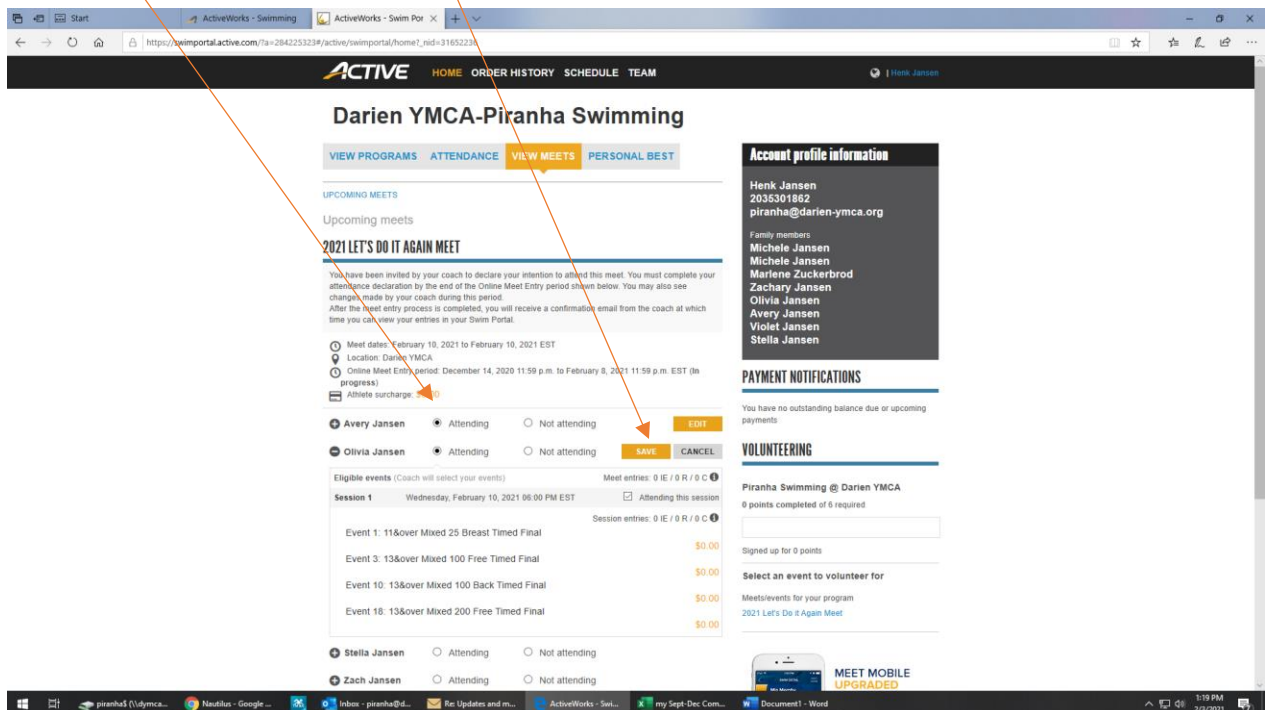 Start
ActiveWorks - Swimming
ActiveWorks - Swim Por
https://swimportal.active.com/?a=284225323#/active/swimportal/home?_nid=31652236
ACTIVE HOME ORDER HISTORY SCHEDULE TEAM
Henk Jansen
Darien YMCA-Piranha Swimming
VIEW PROGRAMS ATTENDANCE VIEW MEETS PERSONAL BEST
UPCOMING MEETS
Upcoming meets
2021 LET'S DO IT AGAIN MEET
You have been invited by your coach to declare your intention to attend this meet. You must complete your
attendance declaration by the end of the Online Meet Entry period shown below. You may also see
changes made by your coach during this period.
After the meet entry process is completed, you will receive a confirmation email from the coach at which
time you can view your entries in your Swim Portal.
Meet dates: February 10, 2021 to February 10, 2021 EST
Location: Darien YMCA
Online Meet Entry period: December 14, 2020 11:59 p.m. to February 8, 2021 11:59 p.m. EST (In
progress)
Athlete surcharge:
Avery Jansen Attending Not attending EDIT
Olivia Jansen Attending Not attending SAVE CANCEL
Eligible events (Coach will select your events) Meet entries: 0 IE / 0 R / 0 C
Session 1 Wednesday, February 10, 2021 06:00 PM EST Attending this session
Session entries: 0 IE / 0 R / 0 C
Event 1: 11&over Mixed 25 Breast Timed Final
$0.00
Event 3: 13&over Mixed 100 Free Timed Final
$0.00
Event 10: 13&over Mixed 100 Back Timed Final
$0.00
Event 18: 13&over Mixed 200 Free Timed Final
$0.00
Stella Jansen Attending Not attending
Zach Jansen Attending Not attending
Account profile information
Henk Jansen
2035301862
piranha@darien-ymca.org
Family members
Michele Jansen
Michele Jansen
Marlene Zuckerbrod
Zachary Jansen
Olivia Jansen
Avery Jansen
Violet Jansen
Stella Jansen
PAYMENT NOTIFICATIONS
You have no outstanding balance due or upcoming
payments
VOLUNTEERING
Piranha Swimming @ Darien YMCA
0 points completed of 6 required
Signed up for 0 points
Select an event to volunteer for
Meets/events for your program
2021 Let's Do it Again Meet
MEET MOBILE
UPGRADED
piranha$ (\\dymca...
Nautilus - Google ...
Inbox - piranha@d...
Re: Updates and m...
ActiveWorks - Swi...
my Sept-Dec Com...
Document1 - Word
1:19 PM
2/3/2021